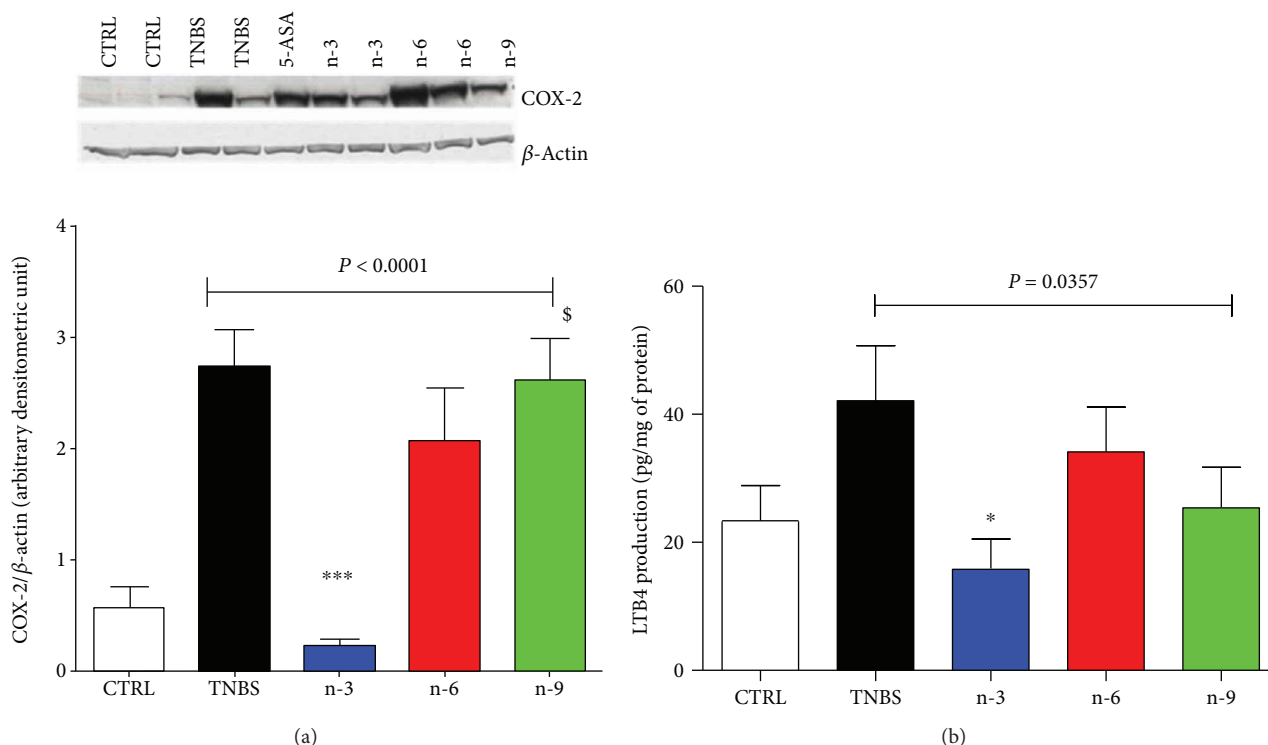 CTRL
CTRL
TNBS
TNBS
5-ASA
n-3
n-3
n-6
n-6
n-9
COX-2
β-Actin
COX-2/β-actin (arbitrary densitometric unit)
4
3
2
1
0
P < 0.0001
$
***
CTRL
TNBS
n-3
n-6
n-9
(a)
LTB4 production (pg/mg of protein)
60
40
20
0
P = 0.0357
*
CTRL
TNBS
n-3
n-6
n-9
(b)